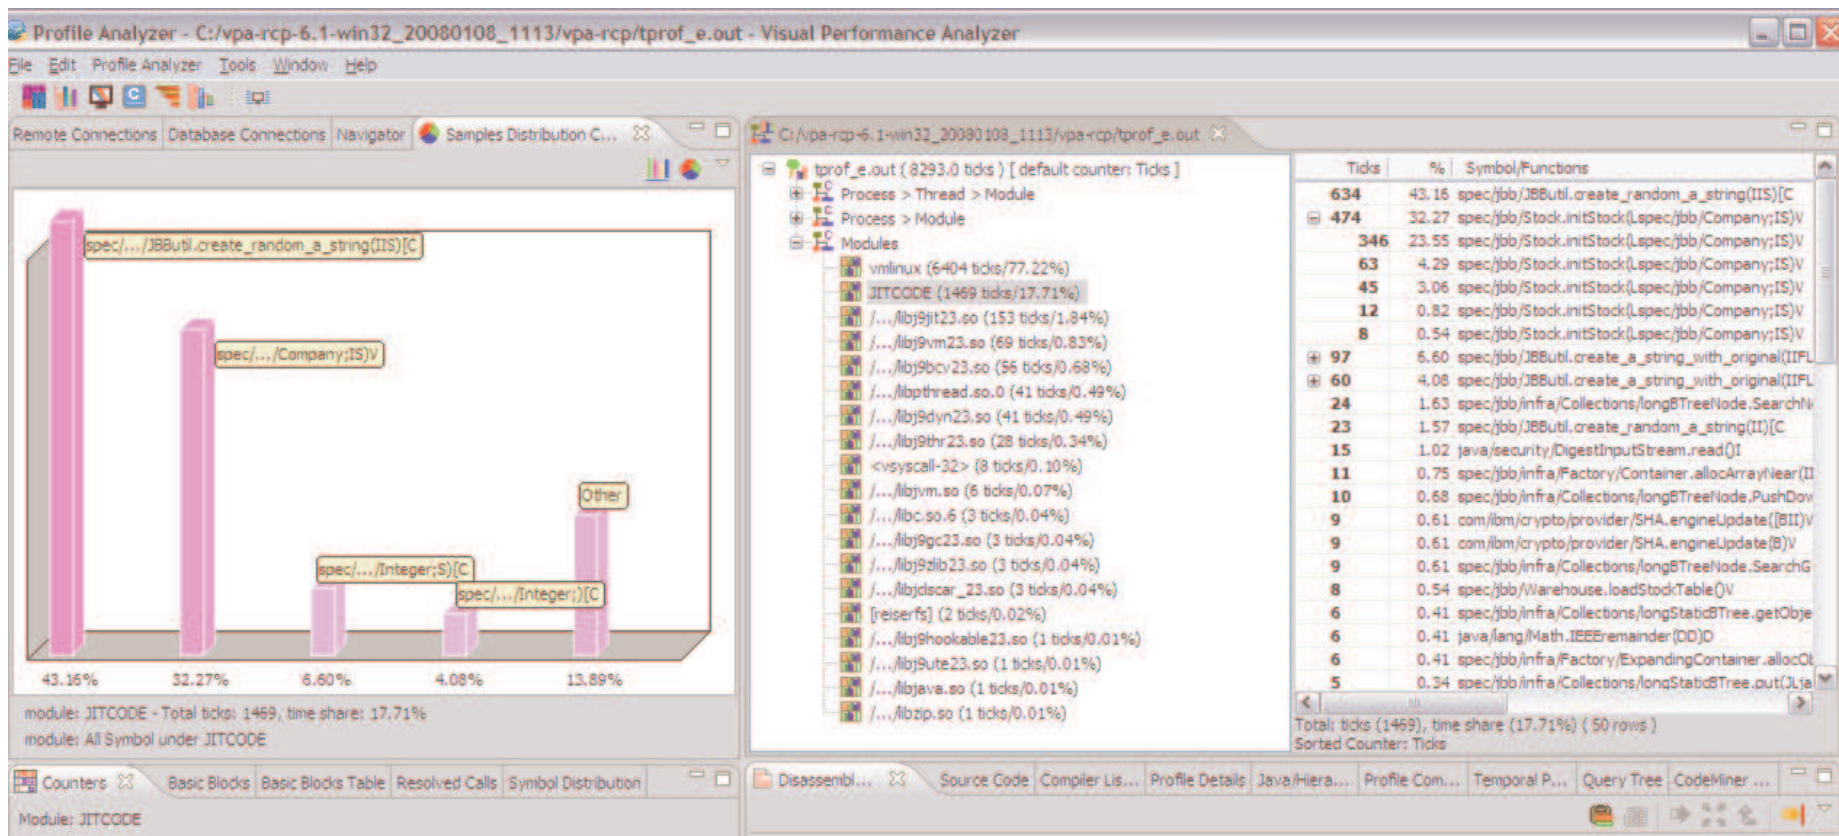 Profile Analyzer - C:/vpa-rcp-6.1-win32_20080108_1113/vpa-rcp/tprof_e.out - Visual Performance Analyzer
File Edit Profile Analyzer Tools Window Help
Remote Connections Database Connections Navigator Samples Distribution C...
spec/.../JBButil.create_random_a_string(IIS)[C
spec/.../Company;IS)V
Other
spec/.../Integer;S)[C
spec/.../Integer;)[C
43.16% 32.27% 6.60% 4.08% 13.89%
module: JITCODE - Total ticks: 1469, time share: 17.71%
module: All Symbol under JITCODE
Counters Basic Blocks Basic Blocks Table Resolved Calls Symbol Distribution
Module: JITCODE
C:/vpa-rcp-6.1-win32_20080108_1113/vpa-rcp/tprof_e.out
tprof_e.out ( 8293.0 ticks ) [ default counter: Ticks ]
Process > Thread > Module
Process > Module
Modules
vmlinux (6404 ticks/77.22%)
JITCODE (1469 ticks/17.71%)
/.../libj9jit23.so (153 ticks/1.84%)
/.../libj9vm23.so (69 ticks/0.83%)
/.../libj9bcv23.so (56 ticks/0.68%)
/.../libpthread.so.0 (41 ticks/0.49%)
/.../libj9dyn23.so (41 ticks/0.49%)
/.../libj9thr23.so (28 ticks/0.34%)
<vsyscall-32> (8 ticks/0.10%)
/.../libjvm.so (6 ticks/0.07%)
/.../libc.so.6 (3 ticks/0.04%)
/.../libj9gc23.so (3 ticks/0.04%)
/.../libj9zlib23.so (3 ticks/0.04%)
/.../libjclscar_23.so (3 ticks/0.04%)
[reiserfs] (2 ticks/0.02%)
/.../libj9hookable23.so (1 ticks/0.01%)
/.../libj9ute23.so (1 ticks/0.01%)
/.../libjava.so (1 ticks/0.01%)
/.../libzip.so (1 ticks/0.01%)
Ticks % Symbol/Functions
634 43.16 spec/jbb/JBButil.create_random_a_string(IIS)[C
474 32.27 spec/jbb/Stock.initStock(Lspec/jbb/Company;IS)V
346 23.55 spec/jbb/Stock.initStock(Lspec/jbb/Company;IS)V
63 4.29 spec/jbb/Stock.initStock(Lspec/jbb/Company;IS)V
45 3.06 spec/jbb/Stock.initStock(Lspec/jbb/Company;IS)V
12 0.82 spec/jbb/Stock.initStock(Lspec/jbb/Company;IS)V
8 0.54 spec/jbb/Stock.initStock(Lspec/jbb/Company;IS)V
97 6.60 spec/jbb/JBButil.create_a_string_with_original(IIFL
60 4.08 spec/jbb/JBButil.create_a_string_with_original(IIFL
24 1.63 spec/jbb/infra/Collections/longBTreeNode.SearchN
23 1.57 spec/jbb/JBButil.create_random_a_string(II)[C
15 1.02 java/security/DigestInputStream.read()I
11 0.75 spec/jbb/infra/Factory/Container.allocArrayNear(II
10 0.68 spec/jbb/infra/Collections/longBTreeNode.PushDow
9 0.61 com/ibm/crypto/provider/SHA.engineUpdate([BII)V
9 0.61 com/ibm/crypto/provider/SHA.engineUpdate(B)V
9 0.61 spec/jbb/infra/Collections/longBTreeNode.SearchG
8 0.54 spec/jbb/Warehouse.loadStockTable()V
6 0.41 spec/jbb/infra/Collections/longStaticBTree.getObje
6 0.41 java/lang/Math.IEEEremainder(DD)D
6 0.41 spec/jbb/infra/Factory/ExpandingContainer.allocOb
5 0.34 spec/jbb/infra/Collections/longStaticBTree.put(JLja
Total: ticks (1469), time share (17.71%) ( 50 rows )
Sorted Counter: Ticks
Disassembl... Source Code Compiler Lis... Profile Details Java/Hiera... Profile Com... Temporal P... Query Tree CodeMiner ...